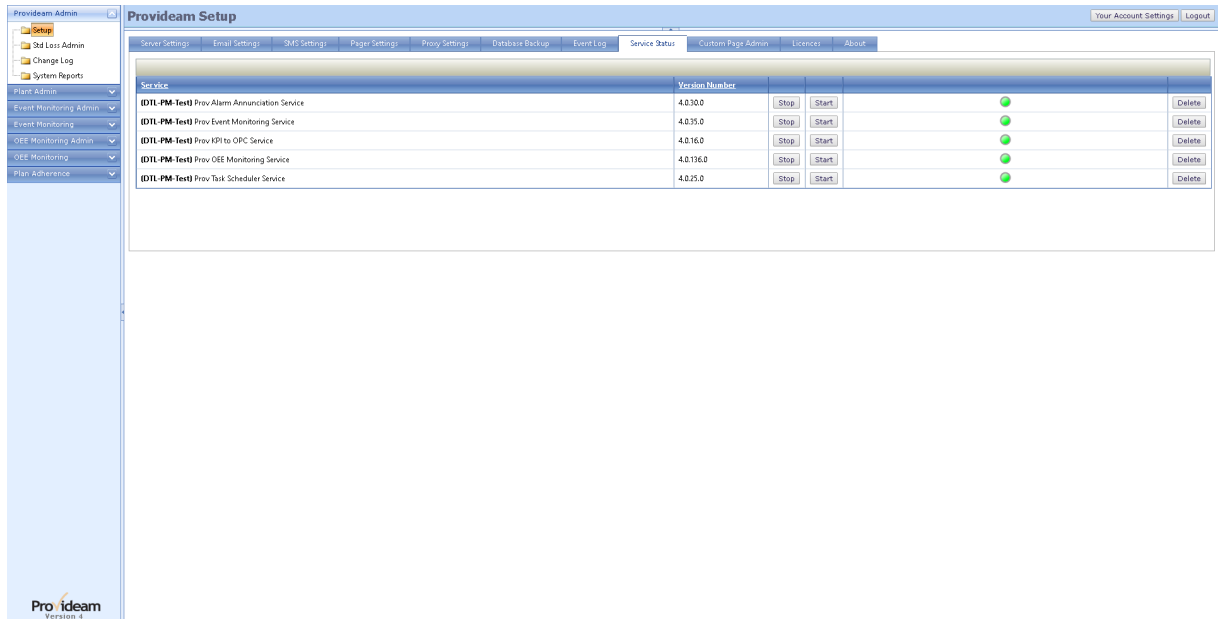 Provideam Admin
Setup
Std Loss Admin
Change Log
System Reports
Plant Admin
Event Monitoring Admin
Event Monitoring
OEE Monitoring Admin
OEE Monitoring
Plan Adherence
Provideam
Version 4
Provideam Setup
Your Account Settings Logout
Server Settings Email Settings SMS Settings Pager Settings Proxy Settings Database Backup Event Log Service Status Custom Page Admin Licences About
Service Version Number
(DTL-PM-Test) Prov Alarm Annunciation Service 4.0.30.0 Stop Start Delete
(DTL-PM-Test) Prov Event Monitoring Service 4.0.35.0 Stop Start Delete
(DTL-PM-Test) Prov KPI to OPC Service 4.0.16.0 Stop Start Delete
(DTL-PM-Test) Prov OEE Monitoring Service 4.0.136.0 Stop Start Delete
(DTL-PM-Test) Prov Task Scheduler Service 4.0.25.0 Stop Start Delete